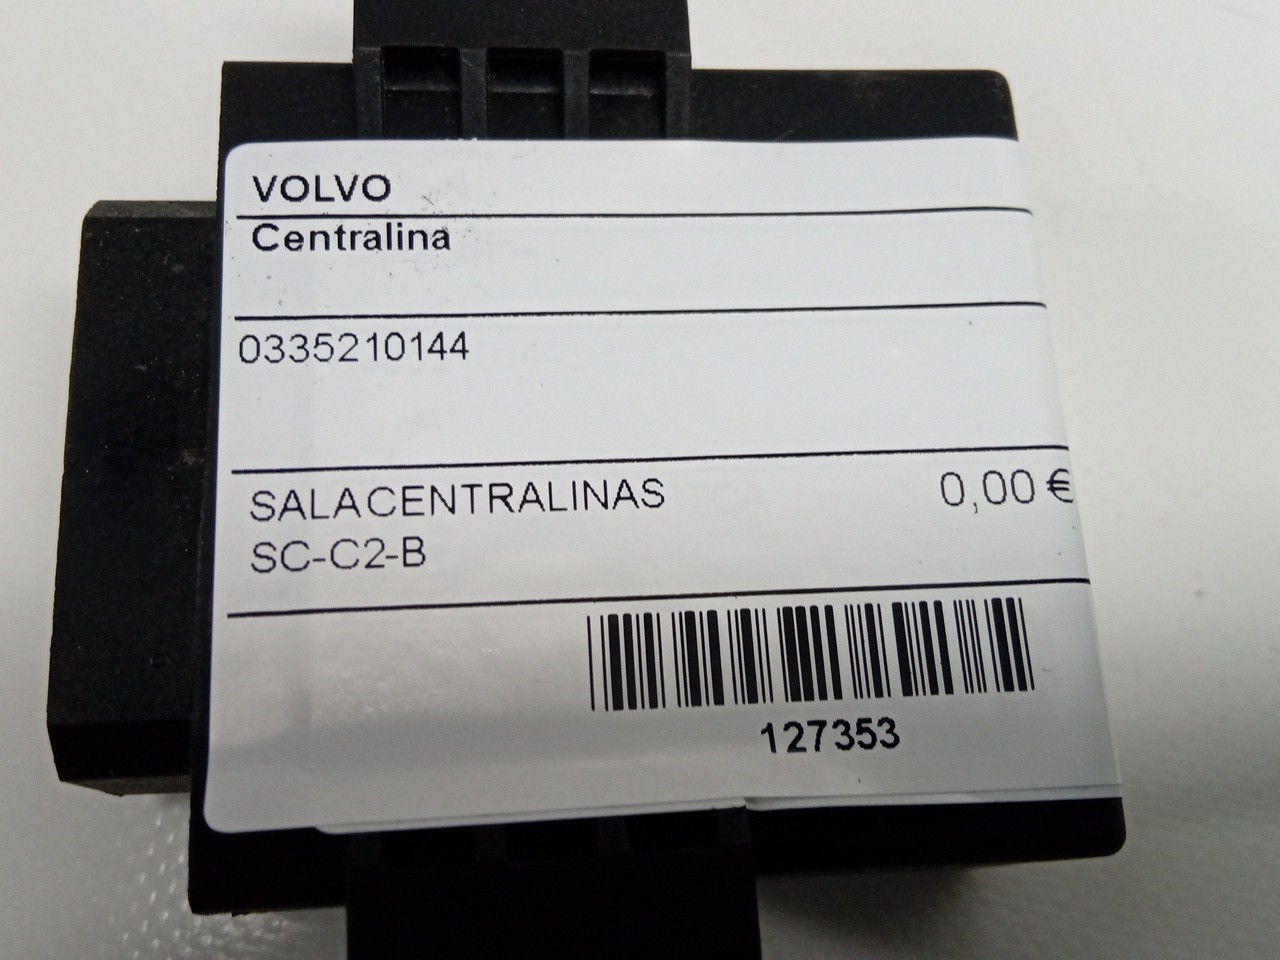 VOLVO
Centralina
0335210144
SALACENTRALINAS 0,00 €
SC-C2-B
127353